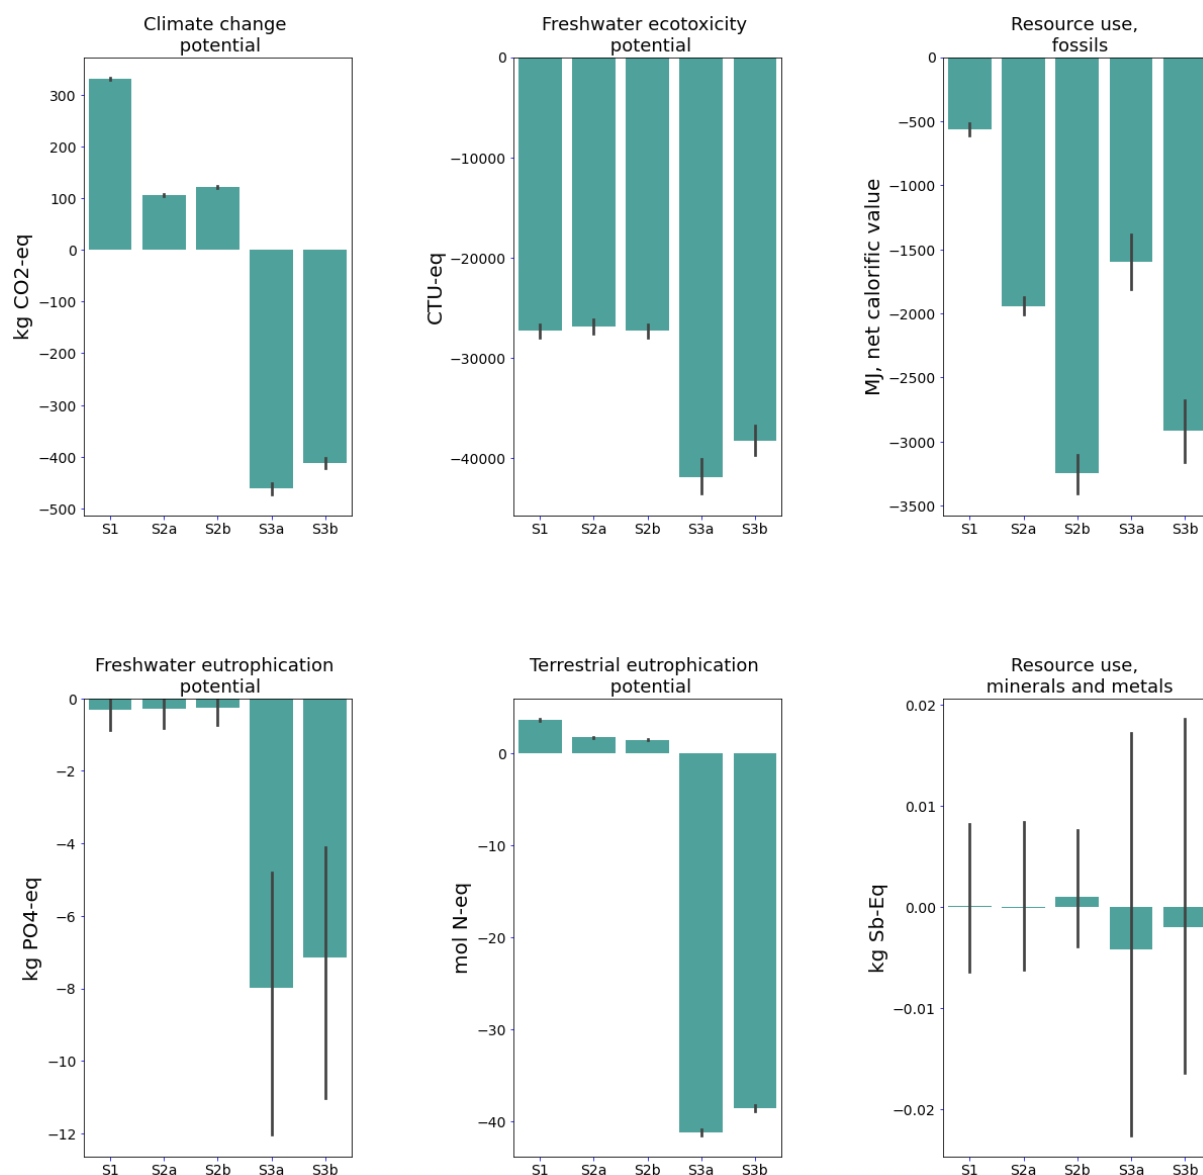 Climate change
potential
kg CO2-eq
300
200
100
0
−100
−200
−300
−400
−500
S1 S2a S2b S3a S3b
Freshwater ecotoxicity
potential
CTU-eq
0
−10000
−20000
−30000
−40000
S1 S2a S2b S3a S3b
Resource use,
fossils
MJ, net calorific value
0
−500
−1000
−1500
−2000
−2500
−3000
−3500
S1 S2a S2b S3a S3b
Freshwater eutrophication
potential
kg PO4-eq
0
−2
−4
−6
−8
−10
−12
S1 S2a S2b S3a S3b
Terrestrial eutrophication
potential
mol N-eq
0
−10
−20
−30
−40
S1 S2a S2b S3a S3b
Resource use,
minerals and metals
kg Sb-Eq
0.02
0.01
0.00
−0.01
−0.02
S1 S2a S2b S3a S3b